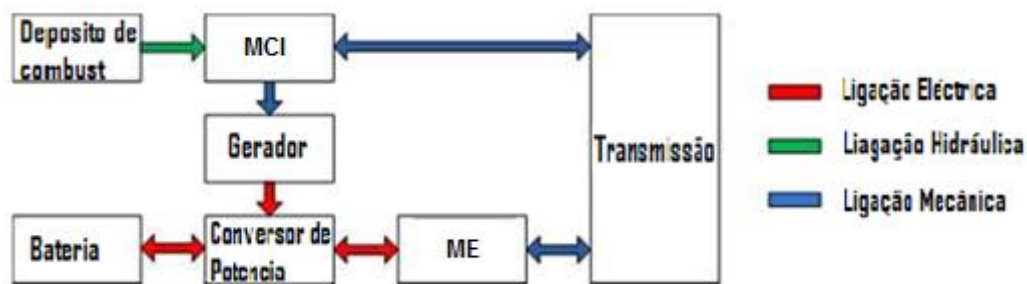 Deposito de
combust
MCI
Gerador
Transmissão
Bateria
Conversor de
Potencia
ME
Ligação Eléctrica
Liagação Hidráulica
Ligação Mecânica